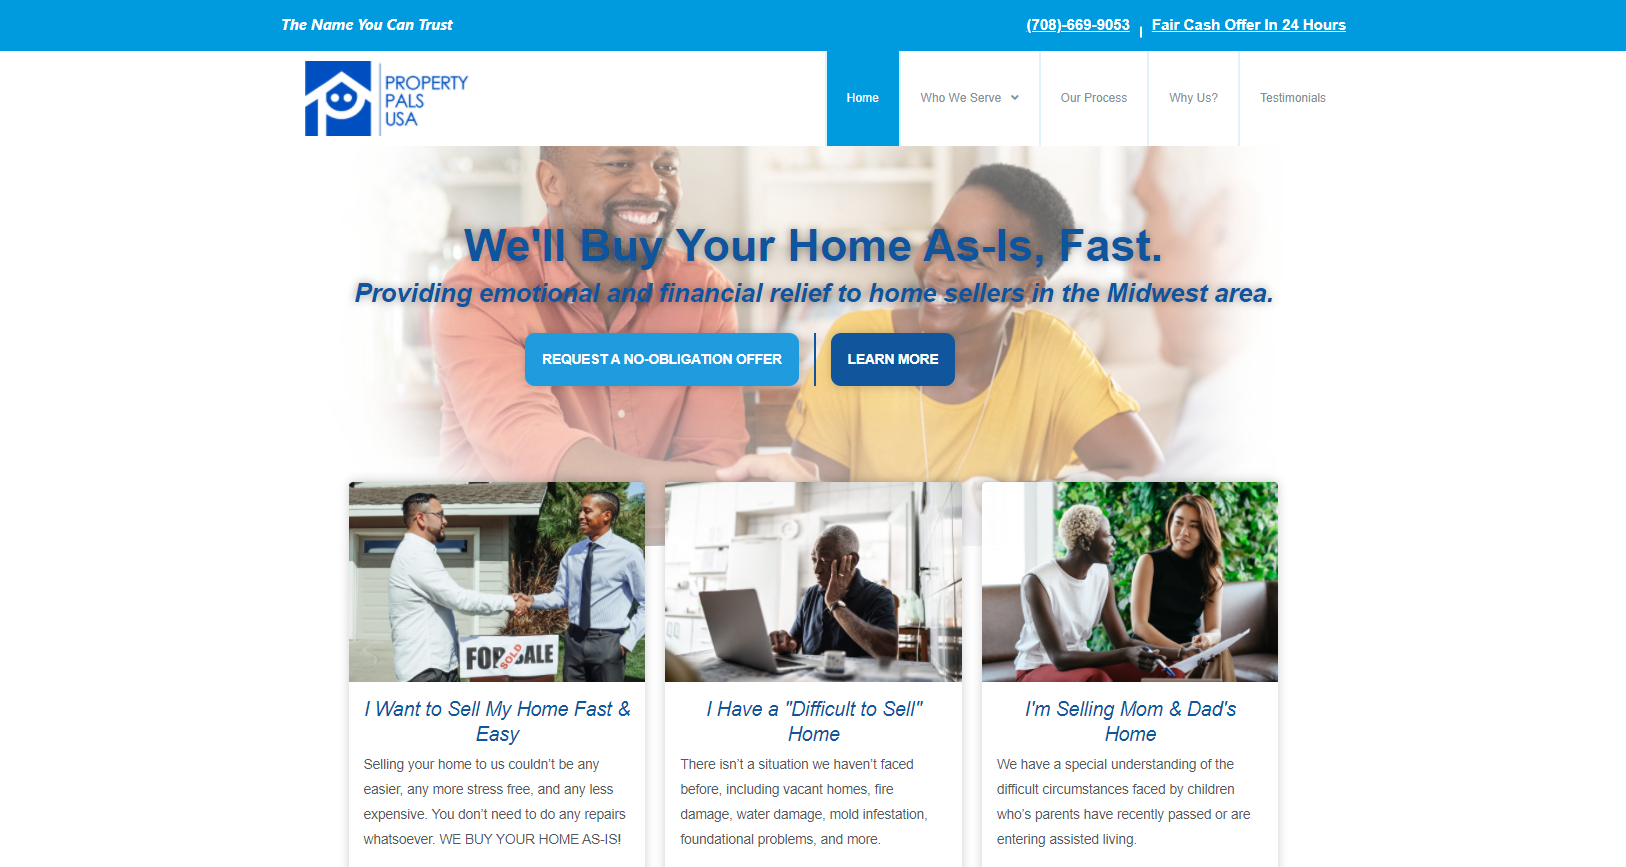 The Name You Can Trust
(708)-669-9053 | Fair Cash Offer In 24 Hours
PROPERTY
PALS
USA
Home
Who We Serve
Our Process
Why Us?
Testimonials
We'll Buy Your Home As-Is, Fast.
Providing emotional and financial relief to home sellers in the Midwest area.
REQUEST A NO-OBLIGATION OFFER
LEARN MORE
FOR SALE
SOLD
I Want to Sell My Home Fast &
Easy
Selling your home to us couldn’t be any
easier, any more stress free, and any less
expensive. You don’t need to do any repairs
whatsoever. WE BUY YOUR HOME AS-IS!
I Have a "Difficult to Sell"
Home
There isn’t a situation we haven’t faced
before, including vacant homes, fire
damage, water damage, mold infestation,
foundational problems, and more.
I'm Selling Mom & Dad's
Home
We have a special understanding of the
difficult circumstances faced by children
who’s parents have recently passed or are
entering assisted living.